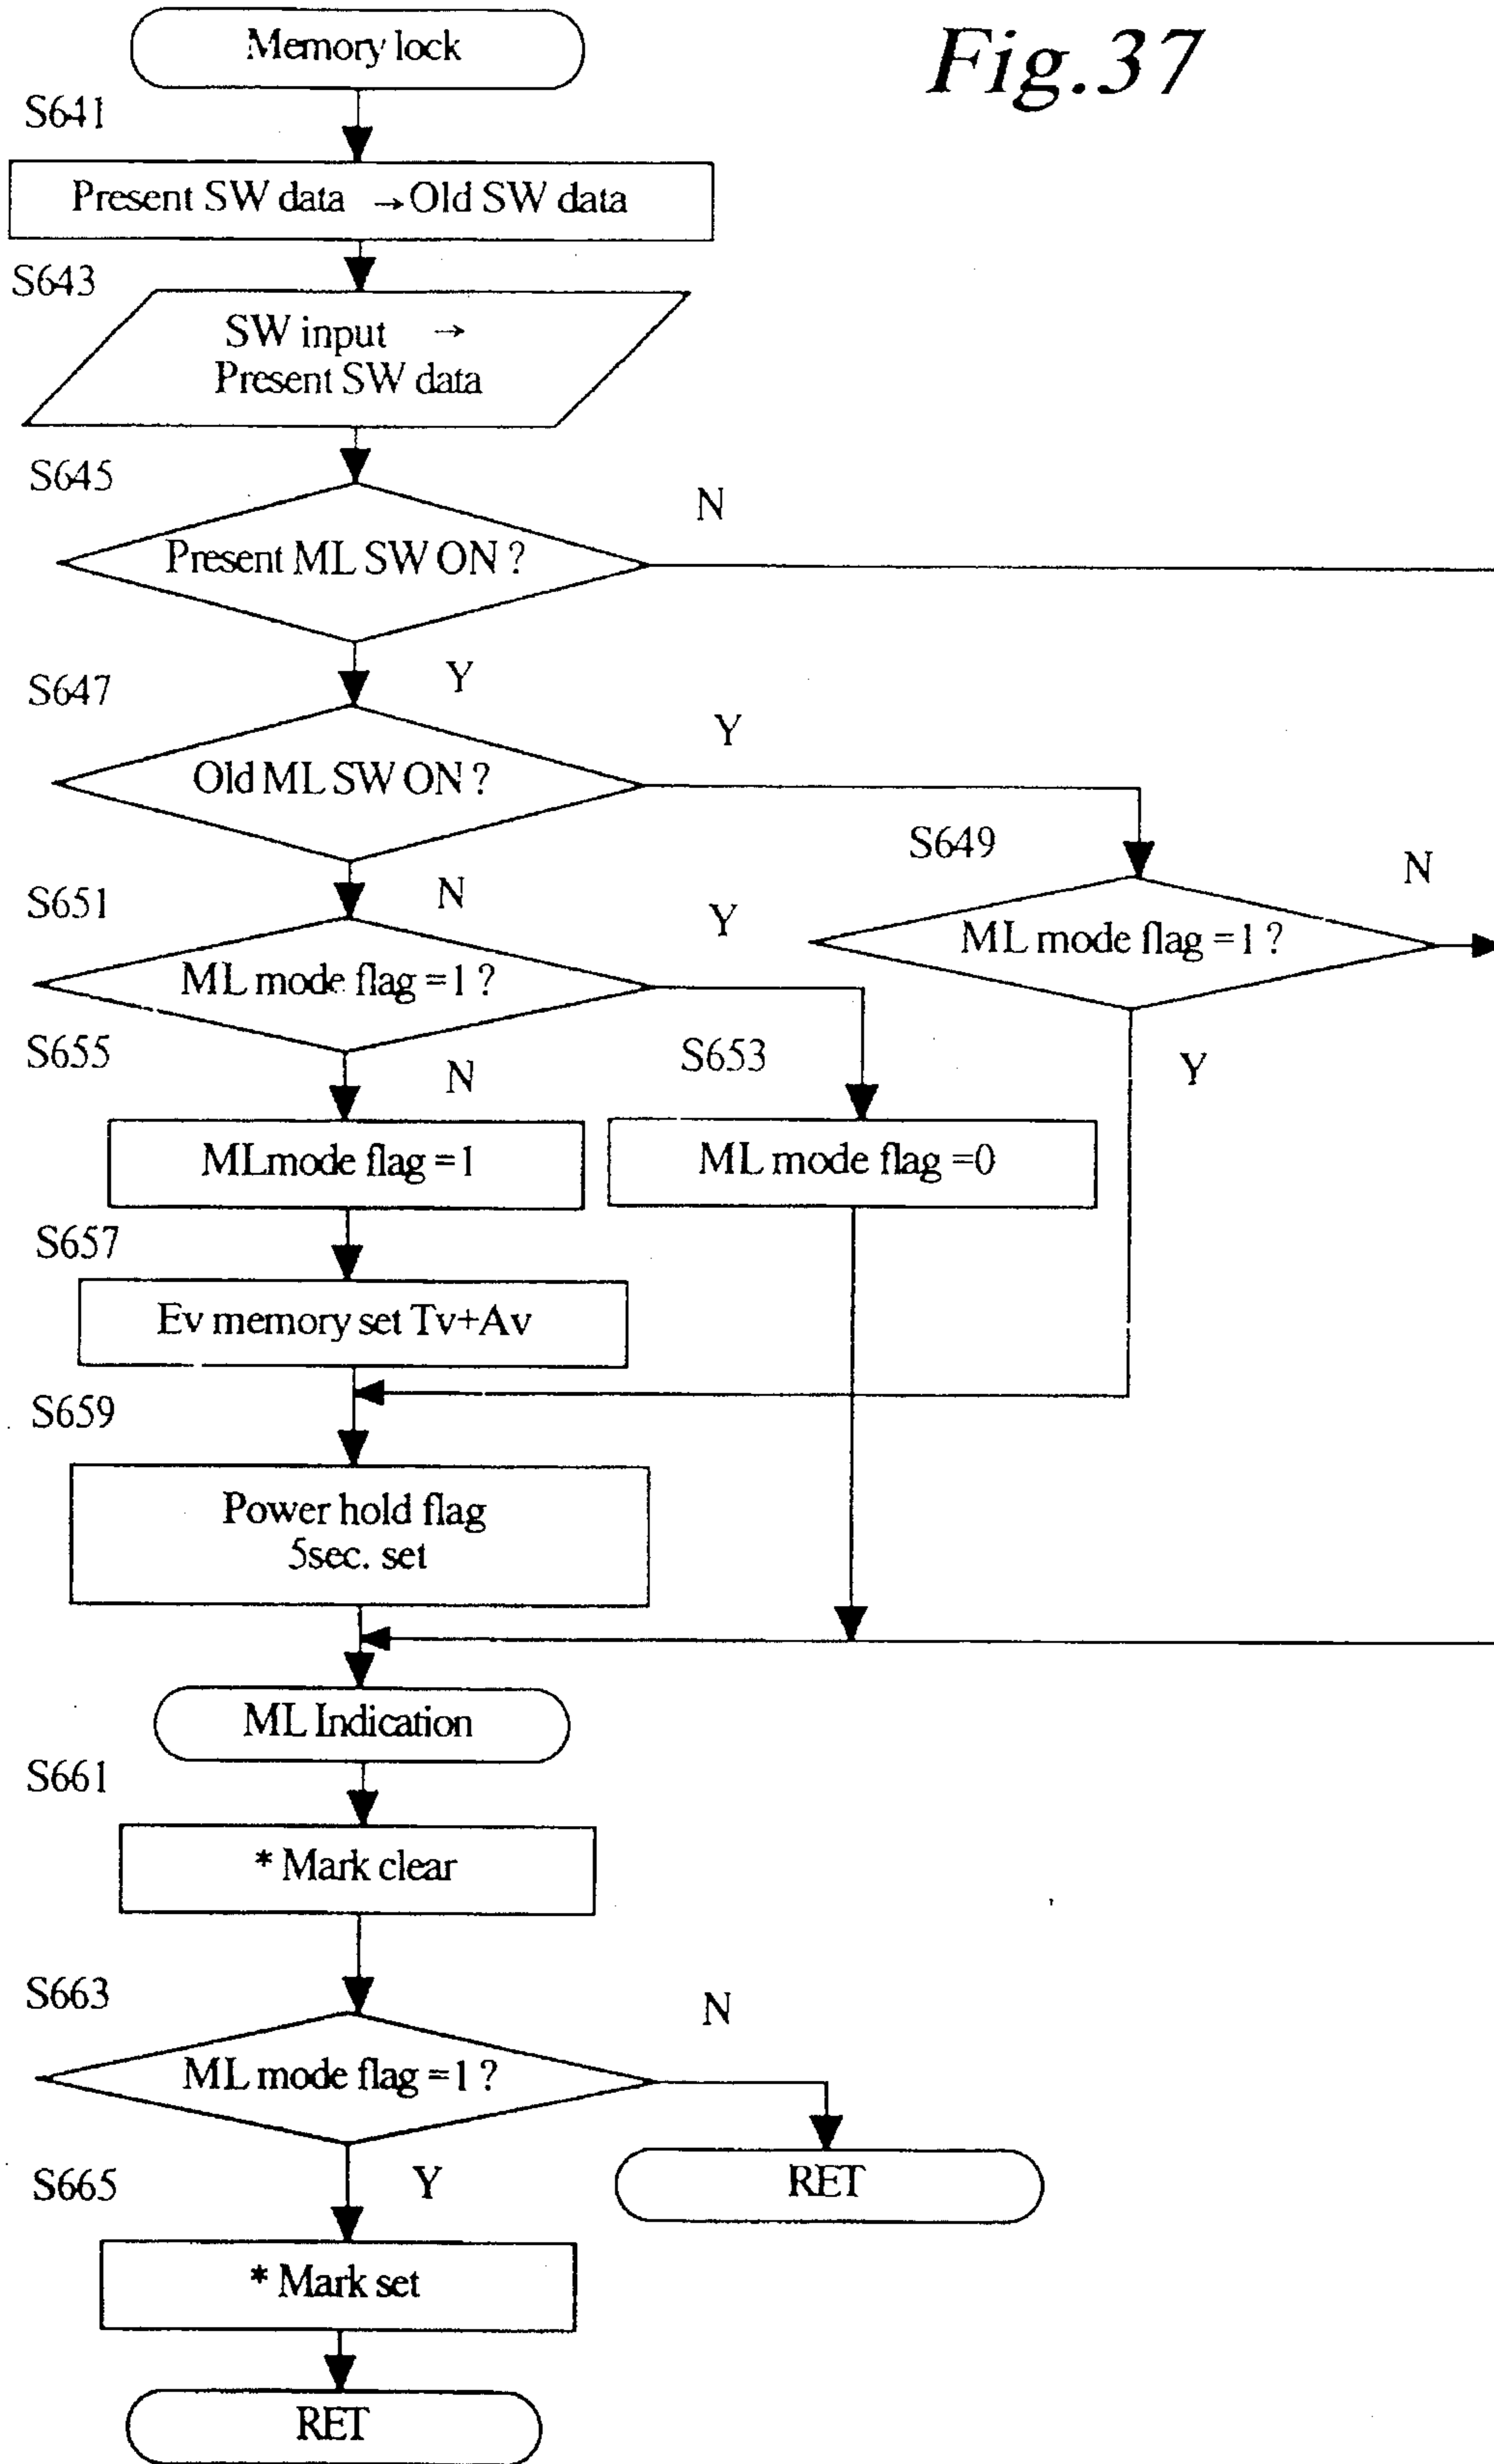 Fig.37
Memory lock
S641
Present SW data → Old SW data
S643
SW input →
Present SW data
S645
N
Present ML SW ON ?
Y
S647
Y
Old ML SW ON ?
S649
N
N
S651
Y
ML mode flag =1 ?
ML mode flag =1 ?
S655
N
S653
Y
MLmode flag =1
ML mode flag =0
S657
Ev memory set Tv+Av
S659
Power hold flag
5sec. set
ML Indication
S661
* Mark clear
S663
N
ML mode flag =1 ?
S665
Y
RET
* Mark set
RET